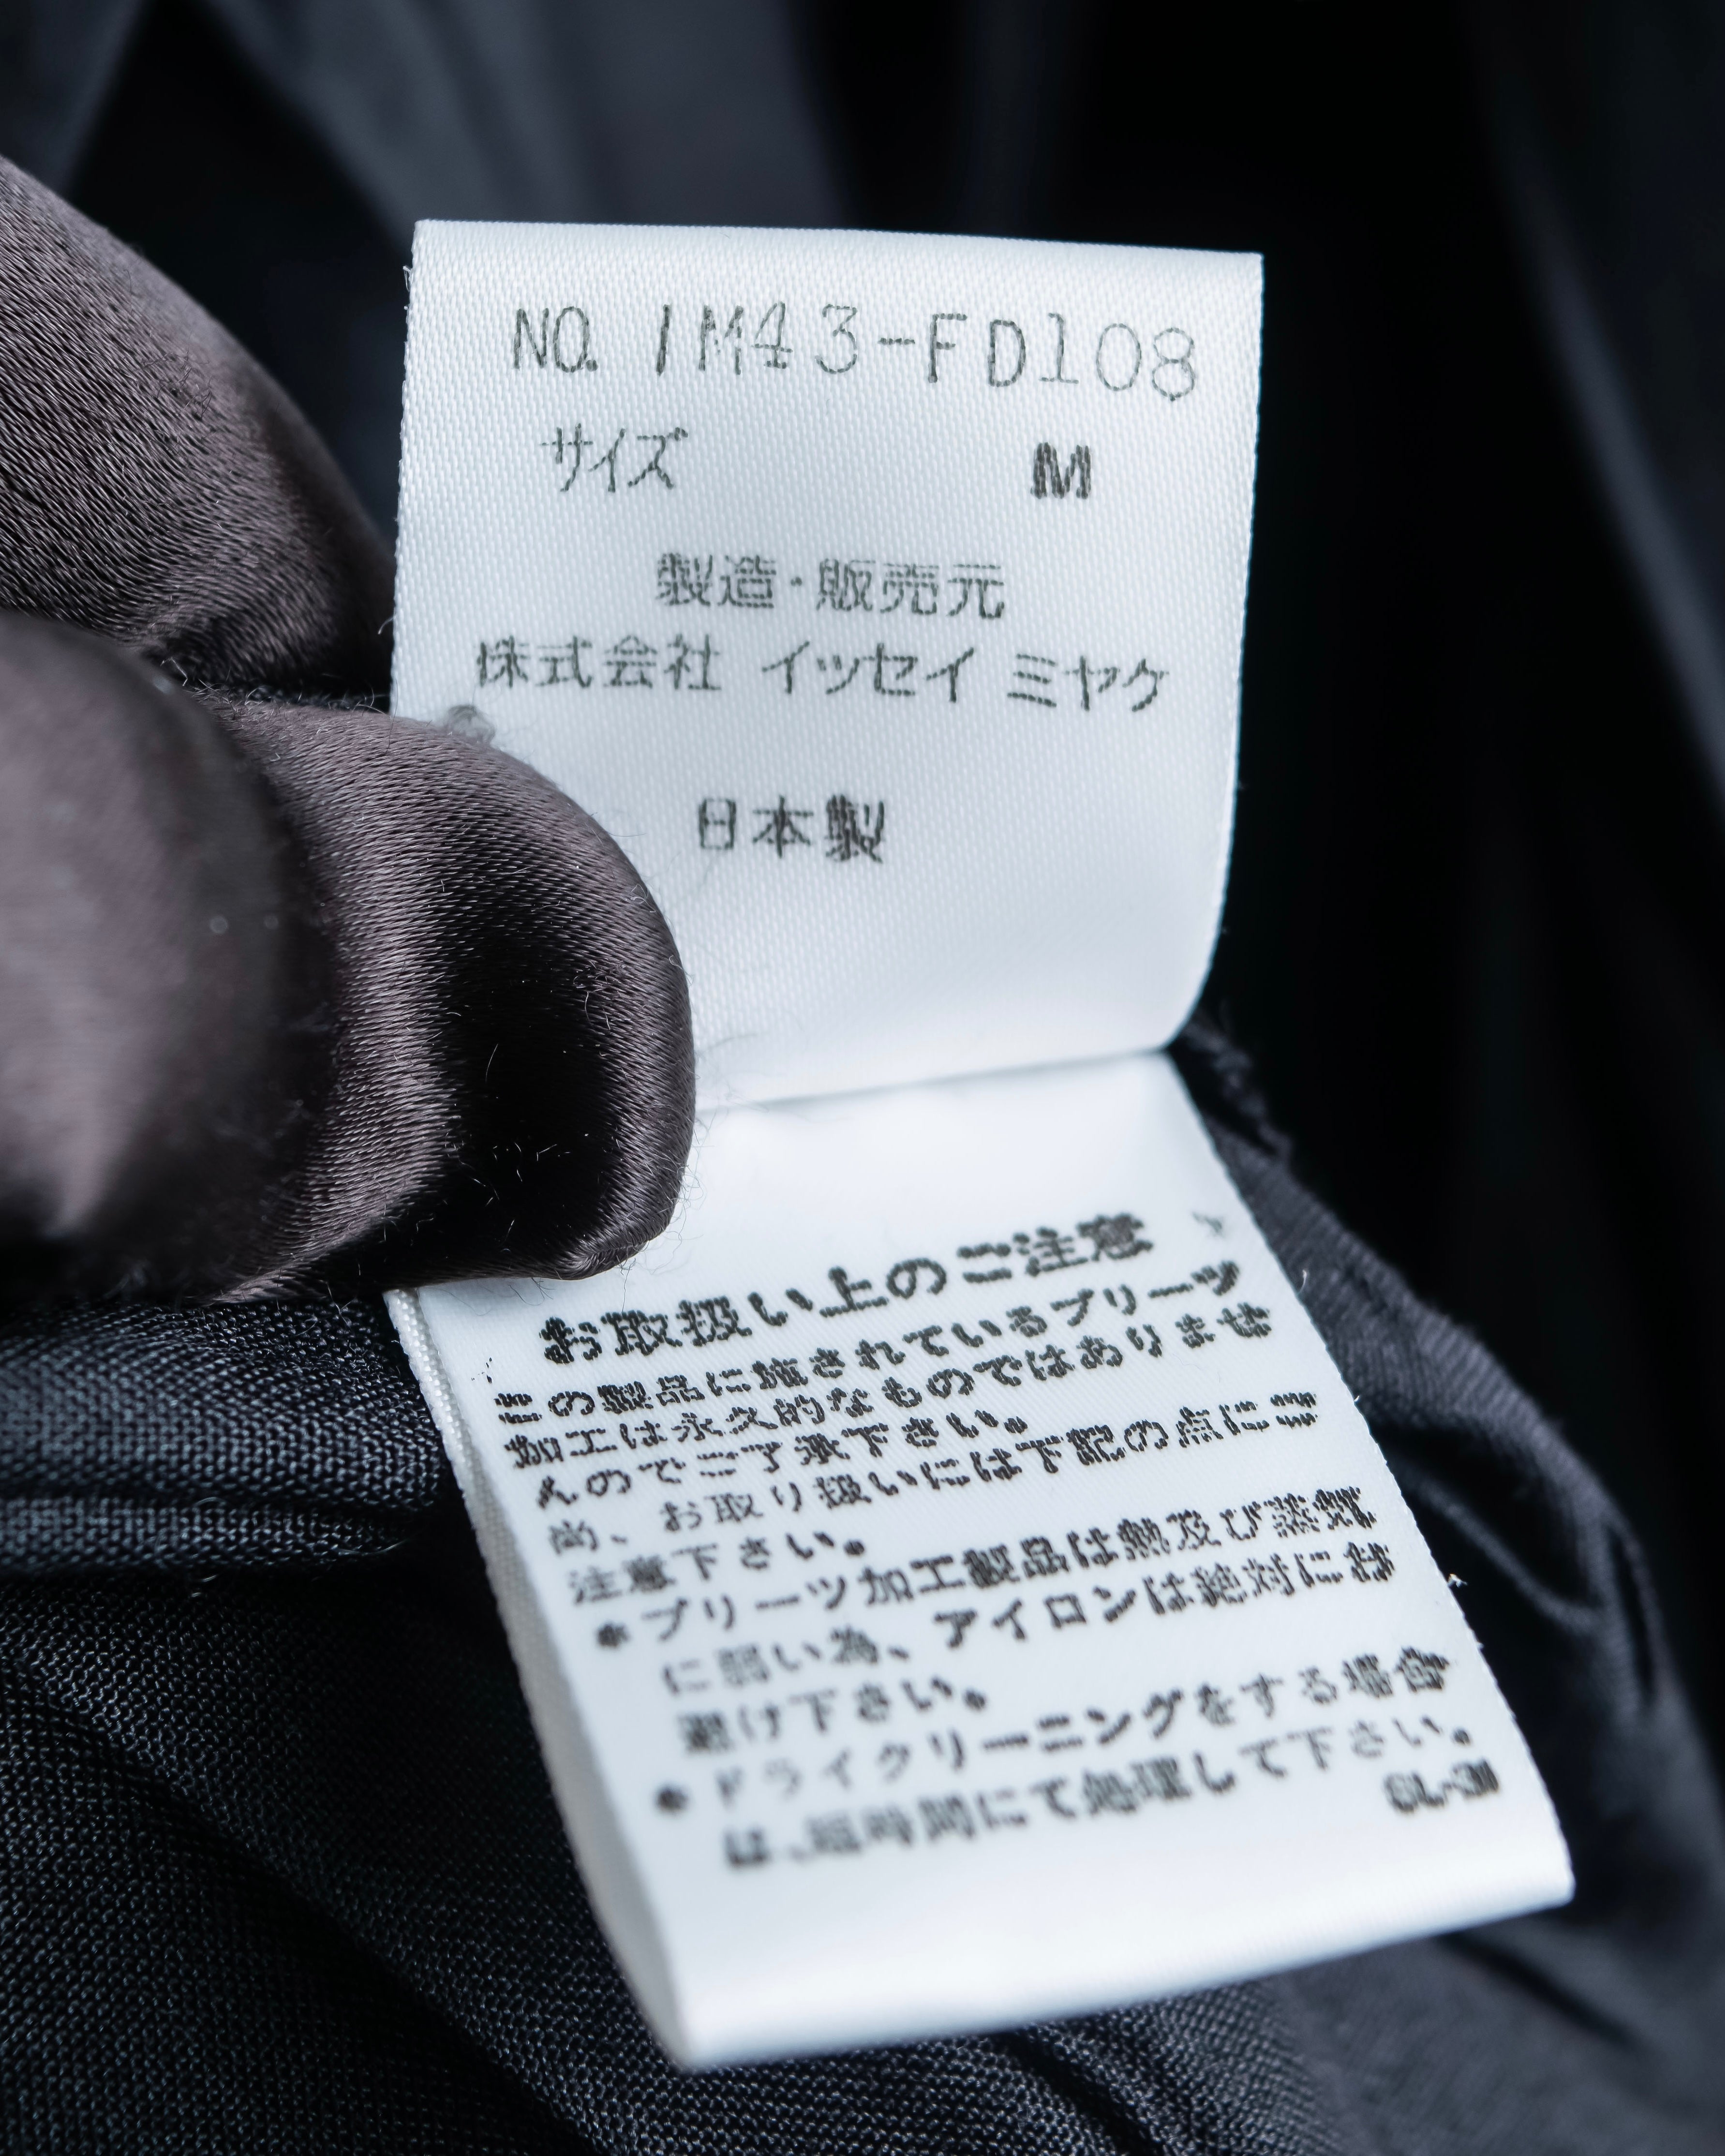 NO. IM43-FD108
サイズ M
製造・販売元
株式会社 イッセイ ミヤケ
日本製
お取扱い上のご注意
この製品に施されているプリーツ
加工は永久的なものではありませ
んのでご了承下さい。
尚、お取り扱いには下記の点にご
注意下さい。
*プリーツ加工製品は熱及び蒸気
に弱い為、アイロンは絶対にお
避け下さい。
*ドライクリーニングをする場合
は、短時間にて処理して下さい。